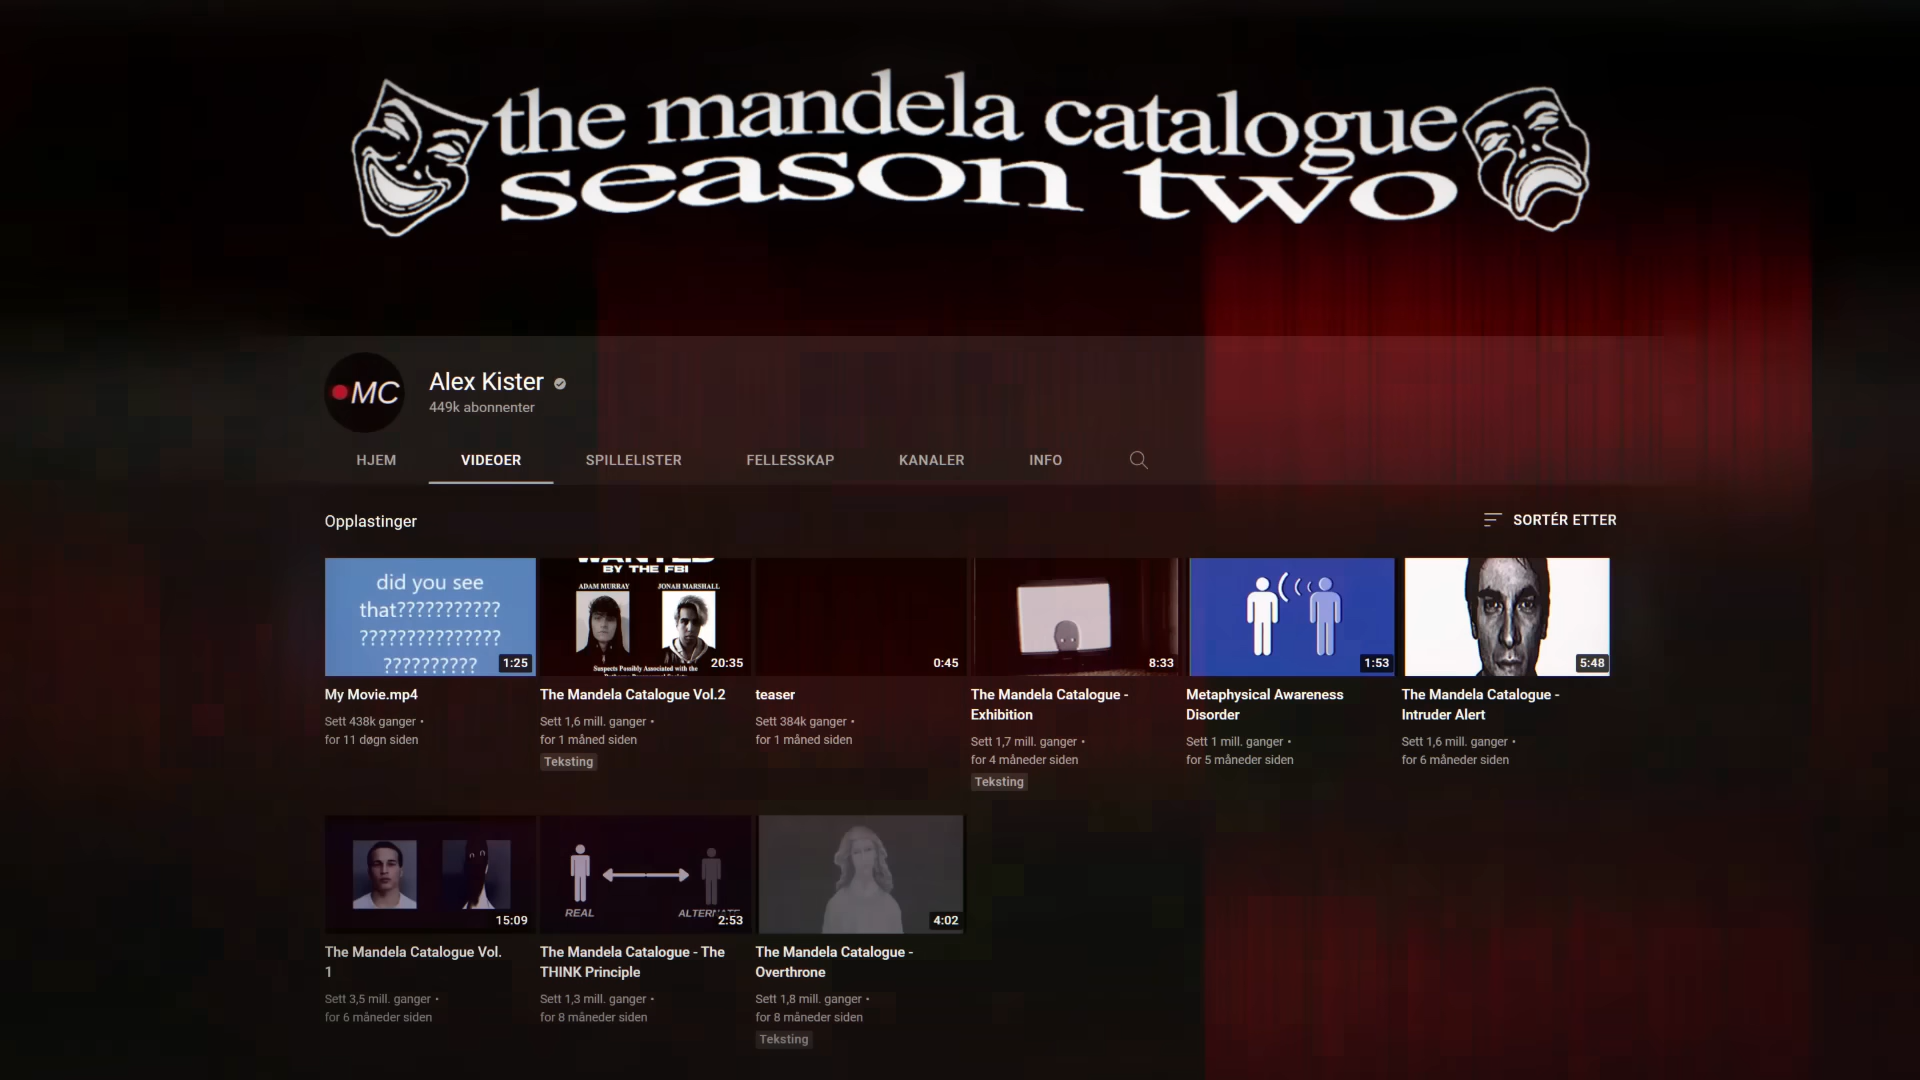 the mandela catalogue
season two
MC
Alex Kister
449k abonnenter
HJEM
VIDEOER
SPILLELISTER
FELLESSKAP
KANALER
INFO
Opplastinger
SORTÉR ETTER
did you see
that???????????
???????????????
??????????
1:25
My Movie.mp4
Sett 438k ganger •
for 11 døgn siden
WANTED
BY THE FBI
ADAM MURRAY
JONAH MARSHALL
Suspects Possibly Associated with the
20:35
The Mandela Catalogue Vol.2
Sett 1,6 mill. ganger •
for 1 måned siden
Teksting
0:45
teaser
Sett 384k ganger •
for 1 måned siden
8:33
The Mandela Catalogue -
Exhibition
Sett 1,7 mill. ganger •
for 4 måneder siden
Teksting
1:53
Metaphysical Awareness
Disorder
Sett 1 mill. ganger •
for 5 måneder siden
5:48
The Mandela Catalogue -
Intruder Alert
Sett 1,6 mill. ganger •
for 6 måneder siden
15:09
The Mandela Catalogue Vol.
1
Sett 3,5 mill. ganger •
for 6 måneder siden
REAL
ALTERNATE
2:53
The Mandela Catalogue - The
THINK Principle
Sett 1,3 mill. ganger •
for 8 måneder siden
4:02
The Mandela Catalogue -
Overthrone
Sett 1,8 mill. ganger •
for 8 måneder siden
Teksting